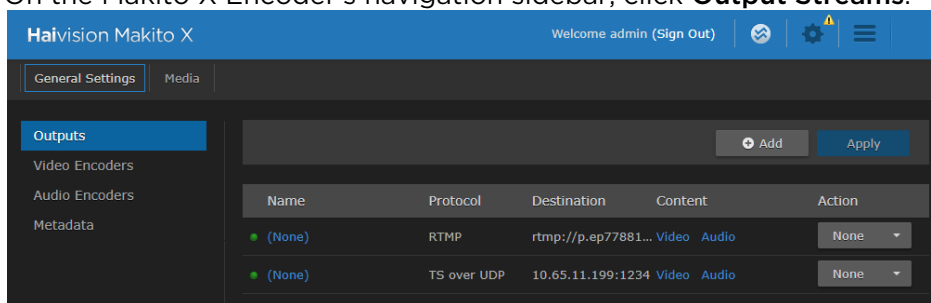 On the Makito X Encoder's navigation sidebar, click Output Streams.
Haivision Makito X
Welcome admin (Sign Out)
General Settings Media
Outputs
Add Apply
Video Encoders
Audio Encoders
Metadata
Name Protocol Destination Content Action
(None) RTMP rtmp://p.ep77881... Video Audio None
(None) TS over UDP 10.65.11.199:1234 Video Audio None